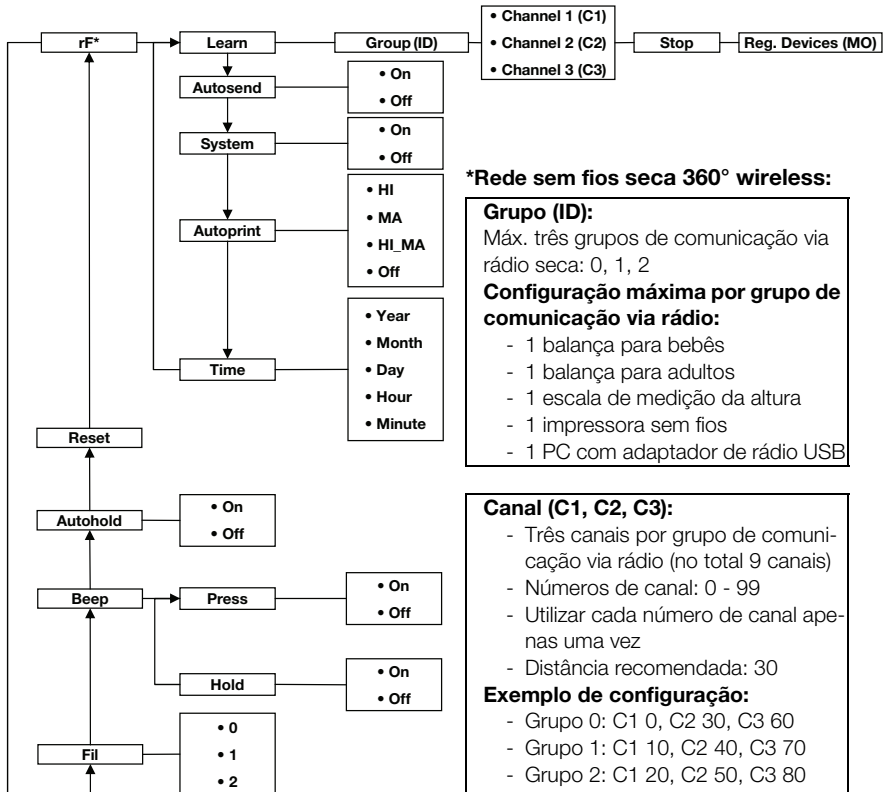 rF*
Learn
Group (ID)
• Channel 1 (C1)
• Channel 2 (C2)
• Channel 3 (C3)
Stop
Reg. Devices (MO)
Autosend
• On
• Off
System
• On
• Off
Autoprint
• HI
• MA
• HI_MA
• Off
Time
• Year
• Month
• Day
• Hour
• Minute
Reset
Autohold
• On
• Off
Beep
Press
• On
• Off
Hold
• On
• Off
Fil
• 0
• 1
• 2
*Rede sem fios seca 360° wireless:
Grupo (ID):
Máx. três grupos de comunicação via
rádio seca: 0, 1, 2
Configuração máxima por grupo de
comunicação via rádio:
- 1 balança para bebês
- 1 balança para adultos
- 1 escala de medição da altura
- 1 impressora sem fios
- 1 PC com adaptador de rádio USB
Canal (C1, C2, C3):
- Três canais por grupo de comuni-
cação via rádio (no total 9 canais)
- Números de canal: 0 - 99
- Utilizar cada número de canal ape-
nas uma vez
- Distância recomendada: 30
Exemplo de configuração:
- Grupo 0: C1 0, C2 30, C3 60
- Grupo 1: C1 10, C2 40, C3 70
- Grupo 2: C1 20, C2 50, C3 80